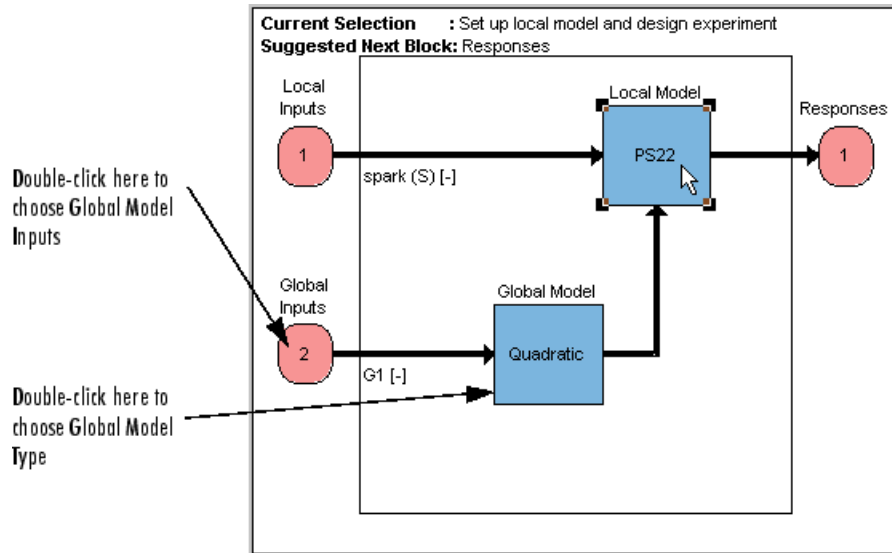 Current Selection : Set up local model and design experiment
Suggested Next Block: Responses
Local
Inputs
1
spark (S) [-]
Local Model
PS22
Responses
1
Double-click here to
choose Global Model
Inputs
Global
Inputs
2
G1 [-]
Global Model
Quadratic
Double-click here to
choose Global Model
Type